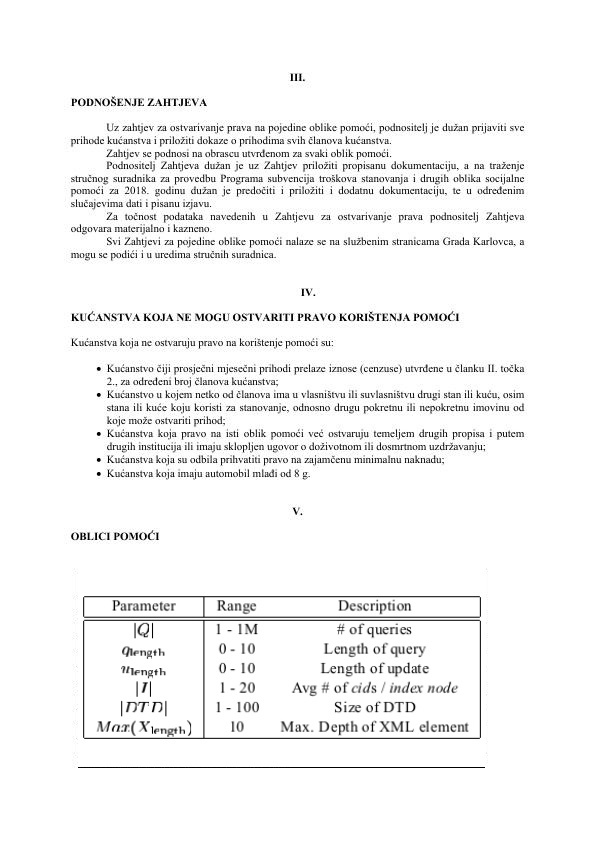 III.
PODNOŠENJE ZAHTJEVA
Uz zahtjev za ostvarivanje prava na pojedine oblike pomoći, podnositelj je dužan prijaviti sve
prihode kućanstva i priložiti dokaze o prihodima svih članova kućanstva.
Zahtjev se podnosi na obrascu utvrđenom za svaki oblik pomoći.
Podnositelj Zahtjeva dužan je uz Zahtjev priložiti propisanu dokumentaciju, a na traženje
stručnog suradnika za provedbu Programa subvencija troškova stanovanja i drugih oblika socijalne
pomoći za 2018. godinu dužan je predočiti i priložiti i dodatnu dokumentaciju, te u određenim
slučajevima dati i pisanu izjavu.
Za točnost podataka navedenih u Zahtjevu za ostvarivanje prava podnositelj Zahtjeva
odgovara materijalno i kazneno.
Svi Zahtjevi za pojedine oblike pomoći nalaze se na službenim stranicama Grada Karlovca, a
mogu se podići i u uredima stručnih suradnica.
IV.
KUĆANSTVA KOJA NE MOGU OSTVARITI PRAVO KORIŠTENJA POMOĆI
Kućanstva koja ne ostvaruju pravo na korištenje pomoći su:
• Kućanstvo čiji prosječni mjesečni prihodi prelaze iznose (cenzuse) utvrđene u članku II. točka
2., za određeni broj članova kućanstva;
• Kućanstvo u kojem netko od članova ima u vlasništvu ili suvlasništvu drugi stan ili kuću, osim
stana ili kuće koju koristi za stanovanje, odnosno drugu pokretnu ili nepokretnu imovinu od
koje može ostvariti prihod;
• Kućanstva koja pravo na isti oblik pomoći već ostvaruju temeljem drugih propisa i putem
drugih institucija ili imaju sklopljen ugovor o doživotnom ili dosmrtnom uzdržavanju;
• Kućanstva koja su odbila prihvatiti pravo na zajamčenu minimalnu naknadu;
• Kućanstva koja imaju automobil mlađi od 8 g.
V.
OBLICI POMOĆI
Parameter Range Description
|Q| 1 - 1M # of queries
qlength 0 - 10 Length of query
ulength 0 - 10 Length of update
|I| 1 - 20 Avg # of cids / index node
|DTD| 1 - 100 Size of DTD
Max(Xlength) 10 Max. Depth of XML element